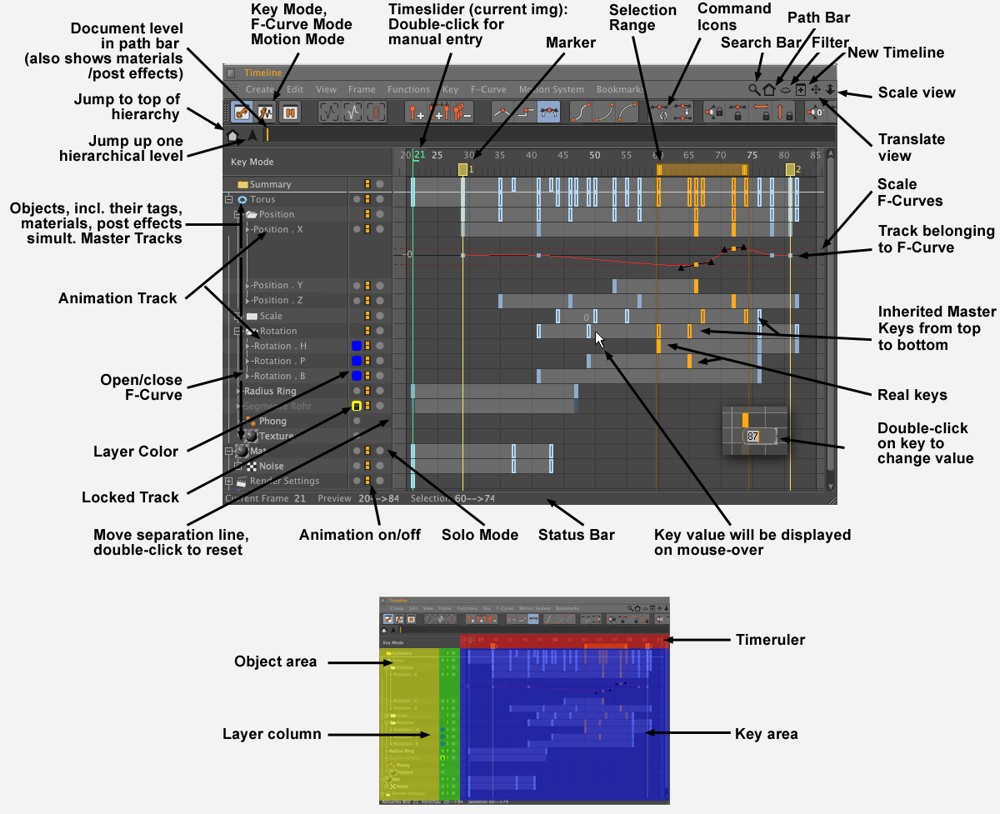 Key Mode,
F-Curve Mode
Motion Mode
Timeslider (current img):
Double-click for
manual entry
Selection
Range
Command
Icons
Path Bar
Document level
in path bar
(also shows materials
/post effects)
Marker
Search Bar
Filter
New Timeline
Timeline
Create Edit View Frame Functions Key F-Curve Motion System Bookmark
Scale view
Jump to top of
hierarchy
Jump up one
hierarchical level
Translate
view
Key Mode
20 21 25 30 35 40 45 50 55 60 65 70 75 80 85
1
2
Summary
Torus
Position
Position . X
0
Position . Y
Position . Z
Scale
0
Rotation
Rotation . H
Rotation . P
Rotation . B
Radius Ring
Segmente Rohr
Phong
Texture
Mat
Noise
Render Settings
87
Current Frame 21 Preview 20-->84 Selection 60-->74
Scale
F-Curves
Objects, incl. their tags,
materials, post effects
simult. Master Tracks
Track belonging
to F-Curve
Animation Track
Inherited Master
Keys from top
to bottom
Open/close
F-Curve
Real keys
Layer Color
Double-click
on key to
change value
Locked Track
Move separation line,
double-click to reset
Animation on/off
Solo Mode
Status Bar
Key value will be displayed
on mouse-over
Timeruler
Object area
Layer column
Key area